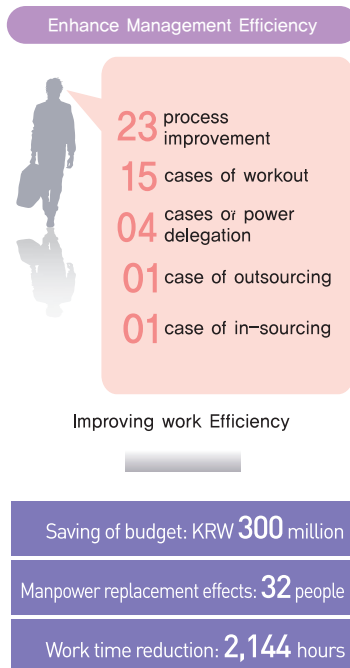 Enhance Management Efficiency
23 process
improvement
15 cases of workout
04 cases of power
delegation
01 case of outsourcing
01 case of in-sourcing
Improving work Efficiency
Saving of budget: KRW 300 million
Manpower replacement effects: 32 people
Work time reduction: 2,144 hours